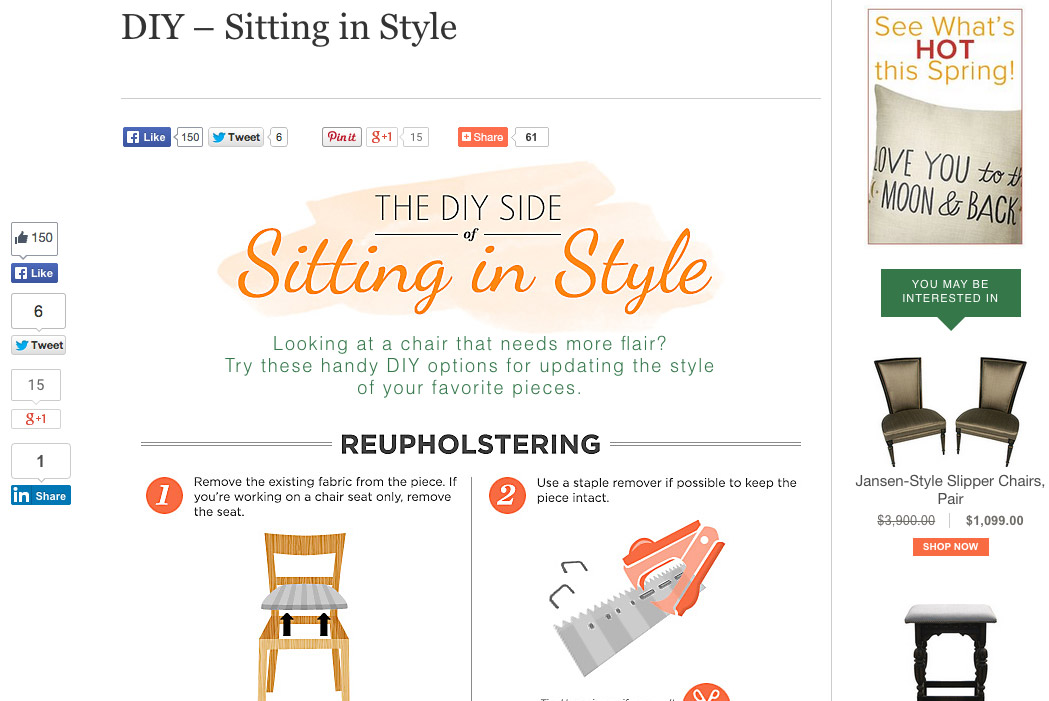 DIY – Sitting in Style
Like 150 Tweet 6 Pin it g+1 15 Share 61
THE DIY SIDE
of
Sitting in Style
Looking at a chair that needs more flair?
Try these handy DIY options for updating the style
of your favorite pieces.
REUPHOLSTERING
1
Remove the existing fabric from the piece. If
you’re working on a chair seat only, remove
the seat.
2
Use a staple remover if possible to keep the
piece intact.
150
Like
6
Tweet
15
g+1
1
in Share
See What's
HOT
this Spring!
LOVE YOU to th
MOON & BACK
YOU MAY BE
INTERESTED IN
Jansen-Style Slipper Chairs,
Pair
$3,900.00 $1,099.00
SHOP NOW